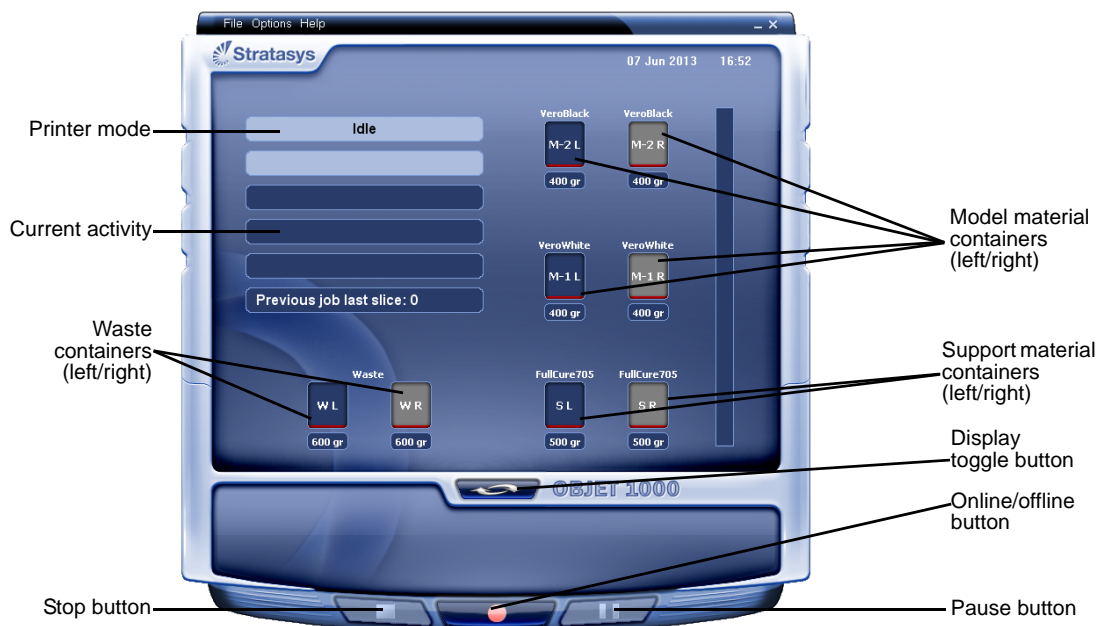 File Options Help
Stratasys
07 Jun 2013 16:52
Printer mode
Idle
Current activity
Previous job last slice: 0
VeroBlack
M-2 L
400 gr
VeroBlack
M-2 R
400 gr
VeroWhite
M-1 L
400 gr
VeroWhite
M-1 R
400 gr
Model material
containers
(left/right)
Waste
containers
(left/right)
Waste
W L
600 gr
W R
600 gr
FullCure705
S L
500 gr
FullCure705
S R
500 gr
Support material
containers
(left/right)
Display
toggle button
OBJET 1000
Online/offline
button
Stop button
Pause button